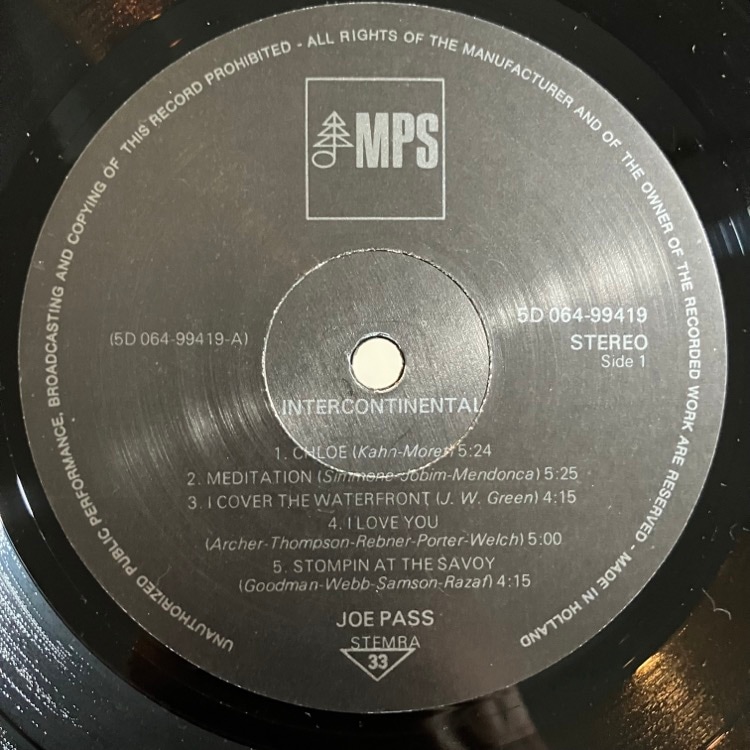 UNAUTHORIZED PUBLIC PERFORMANCE, BROADCASTING AND COPYING OF THIS RECORD PROHIBITED - ALL RIGHTS OF THE MANUFACTURER AND OF THE OWNER OF THE RECORDED WORK ARE RESERVED - MADE IN HOLLAND
MPS
5D 064-99419
(5D 064-99419-A)
STEREO
Side 1
INTERCONTINENTAL
1. CHLOE (Kahn-Moret) 5:24
2. MEDITATION (Simmone-Jobim-Mendonca) 5:25
3. I COVER THE WATERFRONT (J. W. Green) 4:15
4. I LOVE YOU
(Archer-Thompson-Rebner-Porter-Welch) 5:00
5. STOMPIN AT THE SAVOY
(Goodman-Webb-Samson-Razaf) 4:15
JOE PASS
STEMRA
33